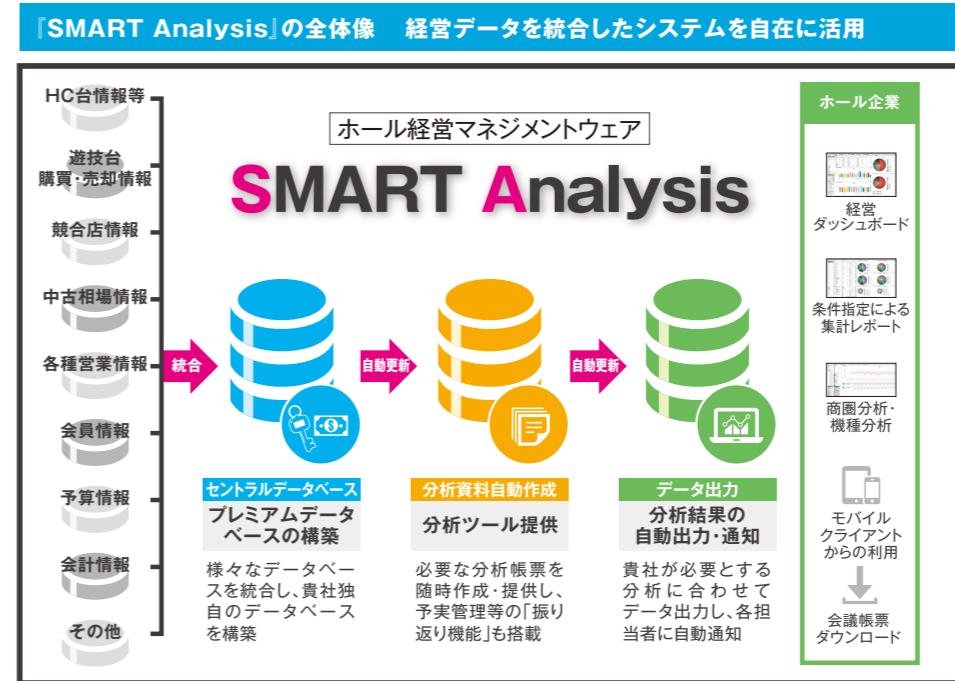 『SMART Analysis』の全体像　経営データを統合したシステムを自在に活用
HC台情報等
遊技台
購買・売却情報
競合店情報
中古相場情報
各種営業情報
会員情報
予算情報
会計情報
その他
統合
ホール経営マネジメントウェア
SMART Analysis
自動更新
自動更新
セントラルデータベース
プレミアムデータ
ベースの構築
様々なデータベー
スを統合し、貴社独
自のデータベース
を構築
分析資料自動作成
分析ツール提供
必要な分析帳票を
随時作成・提供し、
予実管理等の「振り
返り機能」も搭載
データ出力
分析結果の
自動出力・通知
貴社が必要とする
分析に合わせて
データ出力し、各担
当者に自動通知
ホール企業
経営
ダッシュボード
条件指定による
集計レポート
商圏分析・
機種分析
モバイル
クライアント
からの利用
会議帳票
ダウンロード